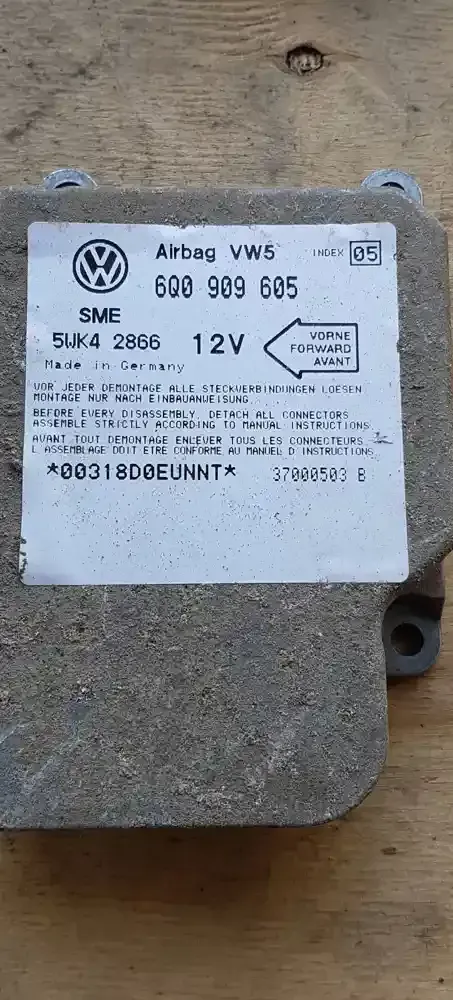 Airbag VW5 INDEX 05
6Q0 909 605
SME
5WK4 2866 12V
VORNE
FORWARD
AVANT
Made in Germany
VOR JEDER DEMONTAGE ALLE STECKVERBINDUNGEN LOESEN
MONTAGE NUR NACH EINBAUANWEISUNG
BEFORE EVERY DISASSEMBLY, DETACH ALL CONNECTORS
ASSEMBLE STRICTLY ACCORDING TO MANUAL INSTRUCTIONS
AVANT TOUT DEMONTAGE ENLEVER TOUS LES CONNECTEURS
L ASSEMBLAGE DOIT ETRE CONFORME AU MANUEL D INSTRUCTIONS
*00318D0EUNNT* 37000503 B